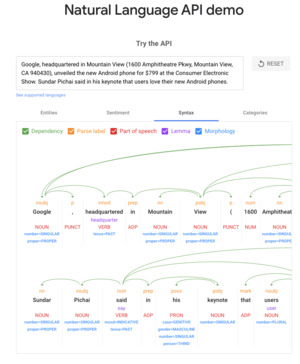 Natural Language API demo
Try the API
Google, headquartered in Mountain View (1600 Amphitheatre Pkwy, Mountain View,
CA 940430), unveiled the new Android phone for $799 at the Consumer Electronic
Show. Sundar Pichai said in his keynote that users love their new Android phones.
RESET
See supported languages
Entities Sentiment Syntax Categories
Dependency Parse label Part of speech Lemma Morphology
nsubj p vmod prep nn pobj p num nn
Google , headquartered in Mountain View ( 1600 Amphitheat
headquarter
NOUN PUNCT VERB ADP NOUN NOUN PUNCT NUM NOUN
number=SINGULAR tense=PAST number=SINGULAR number=SINGULAR number=SINGULAR
proper=PROPER proper=PROPER proper=PROPER proper=PROPER
nn nsubj root prep poss pobj mark nsubj
Sundar Pichai said in his keynote that users
say user
NOUN NOUN VERB ADP PRON NOUN ADP NOUN
number=SINGULAR number=SINGULAR mood=INDICATIVE case=GENITIVE number=SINGULAR number=PLURAL
proper=PROPER proper=PROPER tense=PAST gender=MASCULINE
number=SINGULAR
person=THIRD